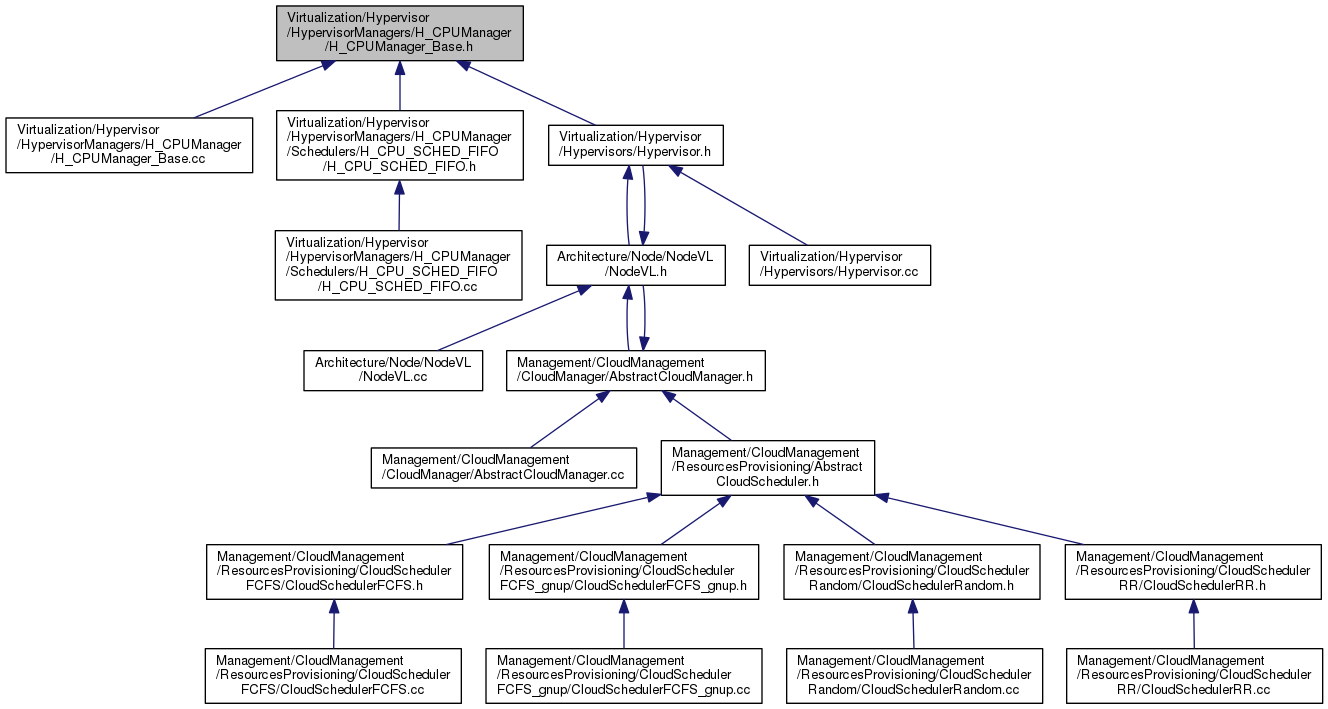 Virtualization/Hypervisor
/HypervisorManagers/H_CPUManager
/H_CPUManager_Base.h
Virtualization/Hypervisor
/HypervisorManagers/H_CPUManager
/H_CPUManager_Base.cc
Virtualization/Hypervisor
/HypervisorManagers/H_CPUManager
/Schedulers/H_CPU_SCHED_FIFO
/H_CPU_SCHED_FIFO.h
Virtualization/Hypervisor
/Hypervisors/Hypervisor.h
Virtualization/Hypervisor
/HypervisorManagers/H_CPUManager
/Schedulers/H_CPU_SCHED_FIFO
/H_CPU_SCHED_FIFO.cc
Architecture/Node/NodeVL
/NodeVL.h
Virtualization/Hypervisor
/Hypervisors/Hypervisor.cc
Architecture/Node/NodeVL
/NodeVL.cc
Management/CloudManagement
/CloudManager/AbstractCloudManager.h
Management/CloudManagement
/CloudManager/AbstractCloudManager.cc
Management/CloudManagement
/ResourcesProvisioning/Abstract
CloudScheduler.h
Management/CloudManagement
/ResourcesProvisioning/CloudScheduler
FCFS/CloudSchedulerFCFS.h
Management/CloudManagement
/ResourcesProvisioning/CloudScheduler
FCFS_gnup/CloudSchedulerFCFS_gnup.h
Management/CloudManagement
/ResourcesProvisioning/CloudScheduler
Random/CloudSchedulerRandom.h
Management/CloudManagement
/ResourcesProvisioning/CloudScheduler
RR/CloudSchedulerRR.h
Management/CloudManagement
/ResourcesProvisioning/CloudScheduler
FCFS/CloudSchedulerFCFS.cc
Management/CloudManagement
/ResourcesProvisioning/CloudScheduler
FCFS_gnup/CloudSchedulerFCFS_gnup.cc
Management/CloudManagement
/ResourcesProvisioning/CloudScheduler
Random/CloudSchedulerRandom.cc
Management/CloudManagement
/ResourcesProvisioning/CloudScheduler
RR/CloudSchedulerRR.cc